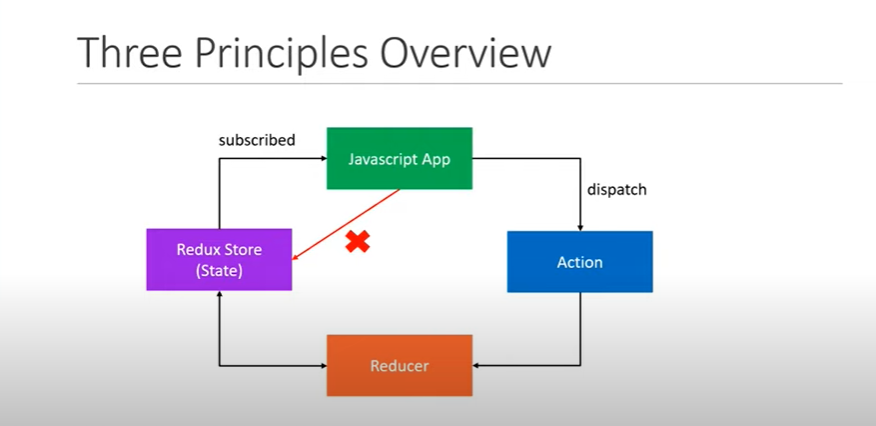 Three Principles Overview
subscribed
Javascript App
dispatch
Redux Store
(State)
Action
Reducer